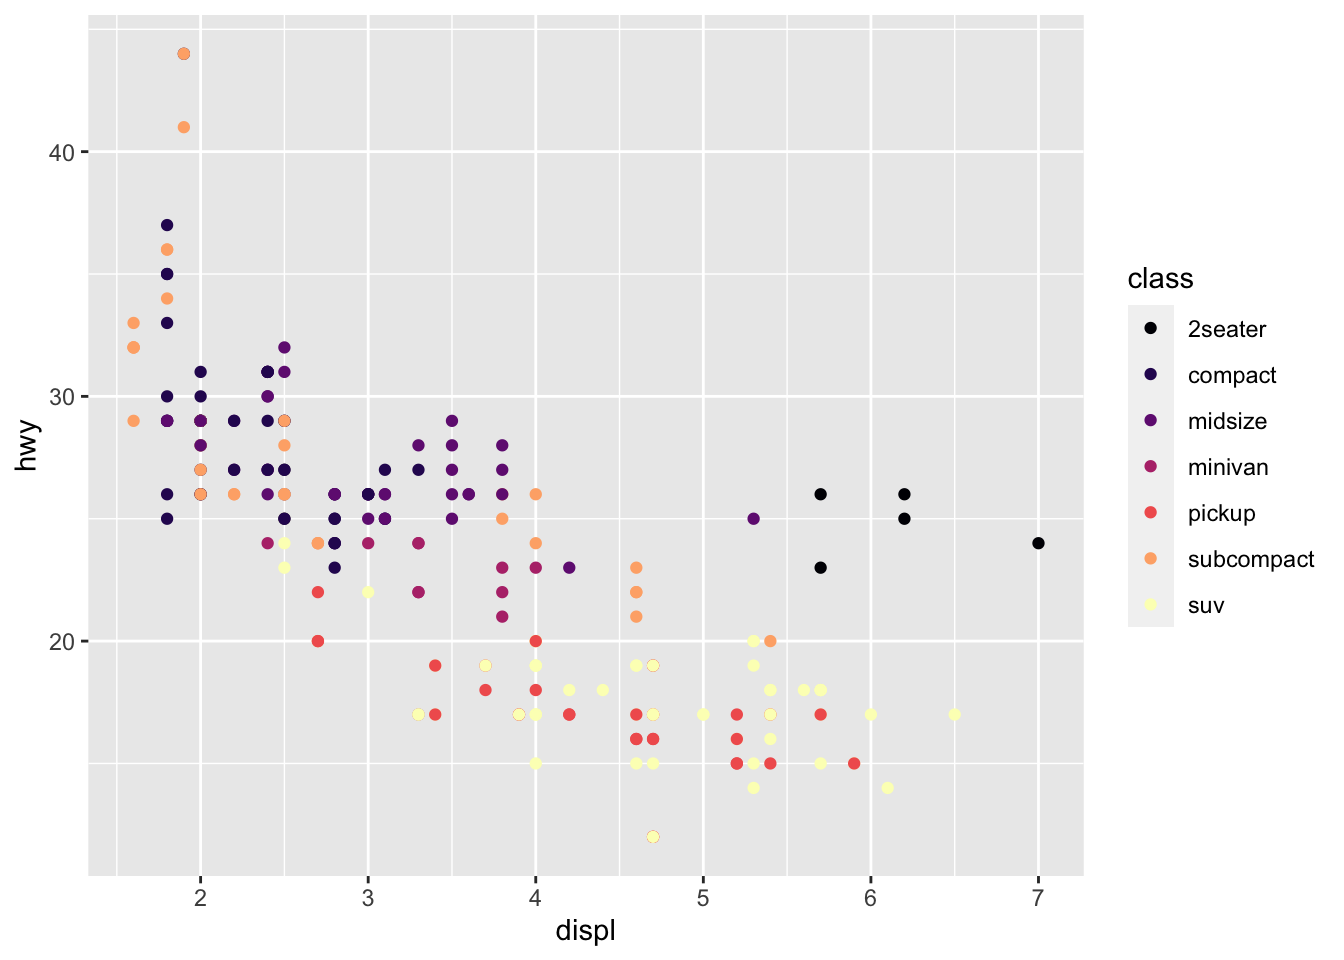 40
30
20
hwy
2 3 4 5 6 7
displ
class
2seater
compact
midsize
minivan
pickup
subcompact
suv